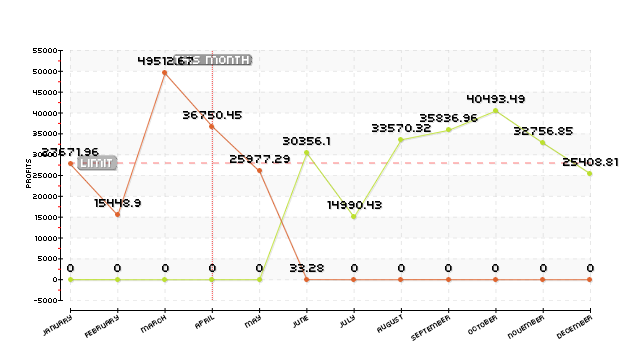 55000
50000
45000
40000
35000
30000
25000
20000
15000
10000
5000
0
-5000
PROFITS
THIS MONTH
LIMIT
27671.96
15448.9
49512.67
36750.45
25977.29
33.28
0
0
0
0
0
0
0
0
0
0
0
30356.1
14990.43
33570.32
35836.96
40493.49
32756.85
25408.81
JANUARY
FEBRUARY
MARCH
APRIL
MAY
JUNE
JULY
AUGUST
SEPTEMBER
OCTOBER
NOVEMBER
DECEMBER